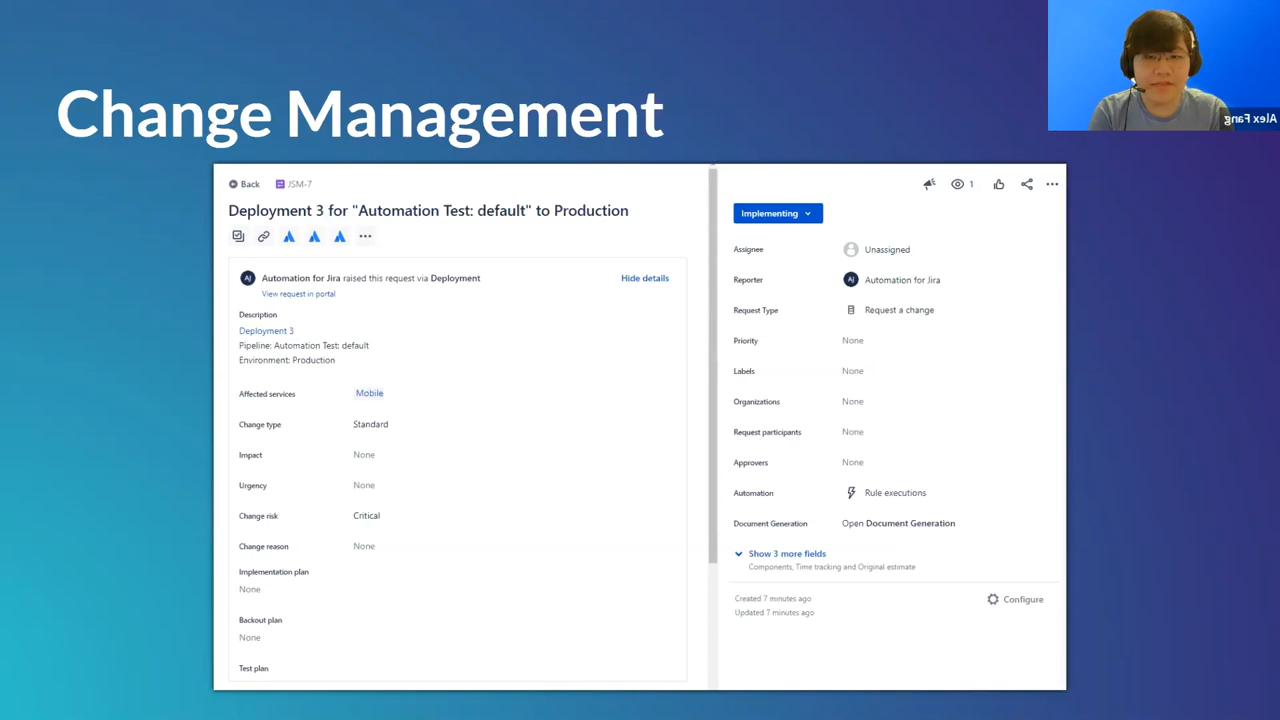 Change Management
Alex Fang
Back JSM-7
Deployment 3 for "Automation Test: default" to Production
AJ Automation for Jira raised this request via Deployment Hide details
View request in portal
Description
Deployment 3
Pipeline: Automation Test: default
Environment: Production
Affected services Mobile
Change type Standard
Impact None
Urgency None
Change risk Critical
Change reason None
Implementation plan
None
Backout plan
None
Test plan
1
Implementing
Assignee Unassigned
Reporter AJ Automation for Jira
Request Type Request a change
Priority None
Labels None
Organizations None
Request participants None
Approvers None
Automation Rule executions
Document Generation Open Document Generation
Show 3 more fields
Components, Time tracking and Original estimate
Created 7 minutes ago
Updated 7 minutes ago
Configure